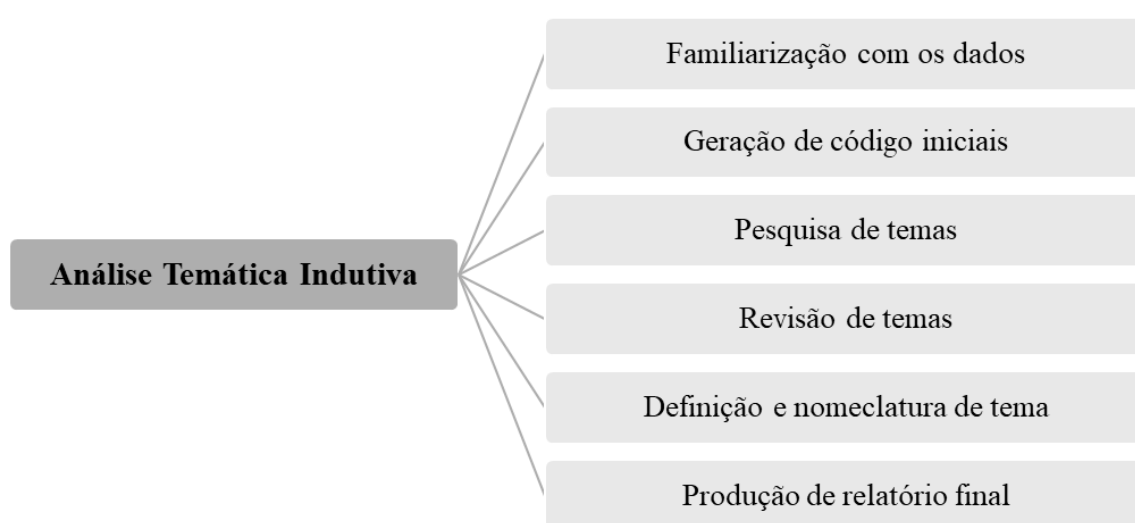 Familiarização com os dados
Geração de código iniciais
Pesquisa de temas
Análise Temática Indutiva
Revisão de temas
Definição e nomeclatura de tema
Produção de relatório final